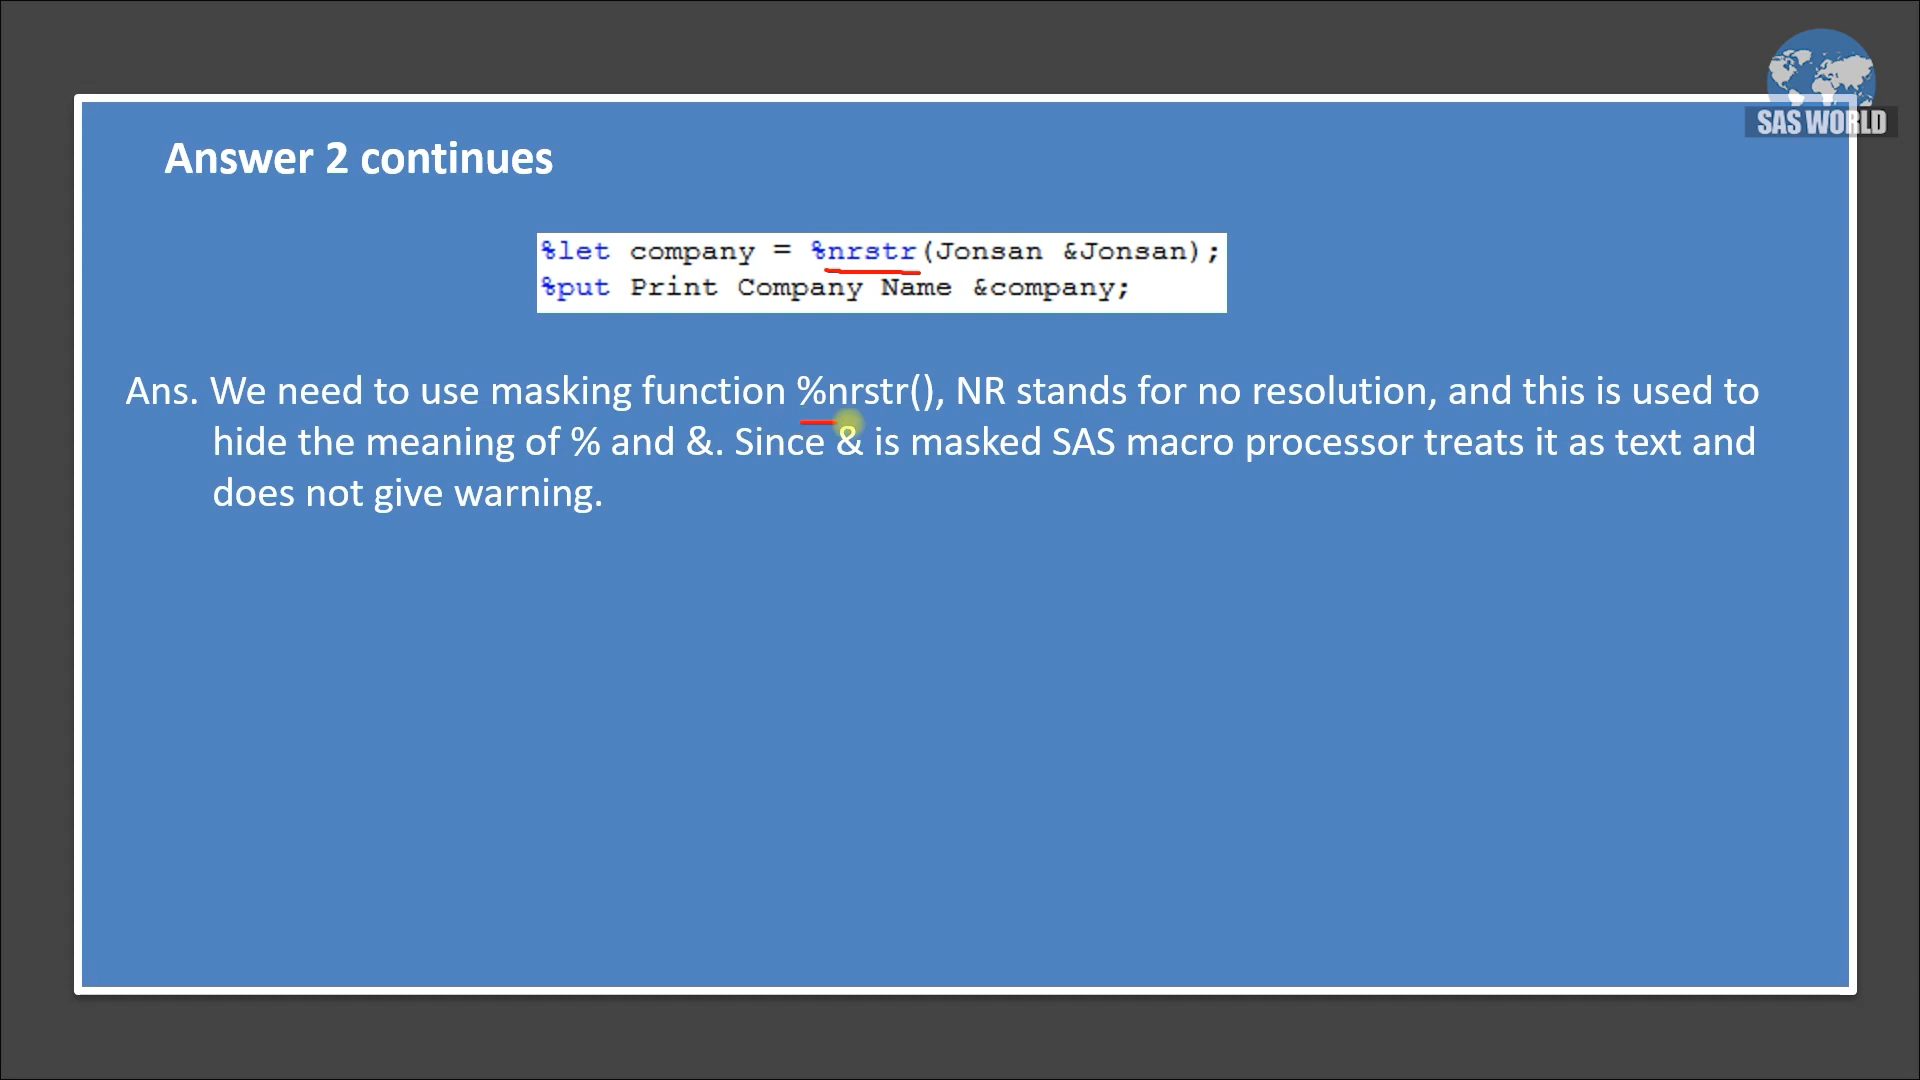 SAS WORLD
Answer 2 continues
%let company = %nrstr(Jonsan &Jonsan);
%put Print Company Name &company;
Ans. We need to use masking function %nrstr(), NR stands for no resolution, and this is used to
hide the meaning of % and &. Since & is masked SAS macro processor treats it as text and
does not give warning.